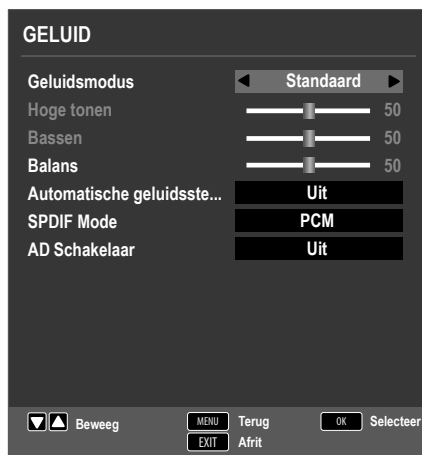 GELUID
Geluidsmodus Standaard
Hoge tonen 50
Bassen 50
Balans 50
Automatische geluidsste... Uit
SPDIF Mode PCM
AD Schakelaar Uit
Beweeg MENU Terug OK Selecteer
EXIT Afrit